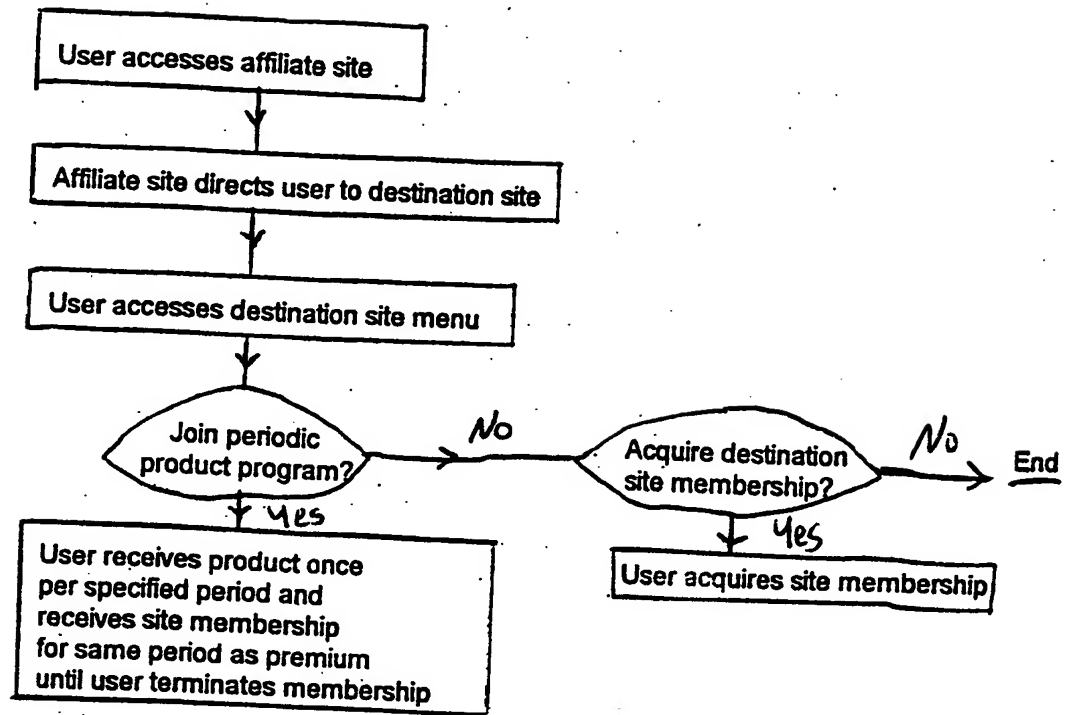 User accesses affiliate site
Affiliate site directs user to destination site
User accesses destination site menu
Join periodic
product program?
No
Acquire destination
site membership?
No
End
Yes
User receives product once
per specified period and
receives site membership
for same period as premium
until user terminates membership
Yes
User acquires site membership